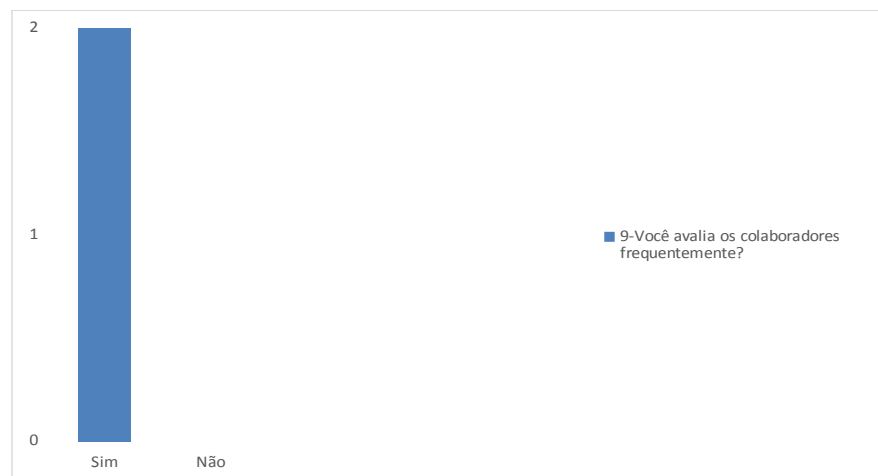 2
1
0
Sim
Não
9-Você avalia os colaboradores
frequentemente?